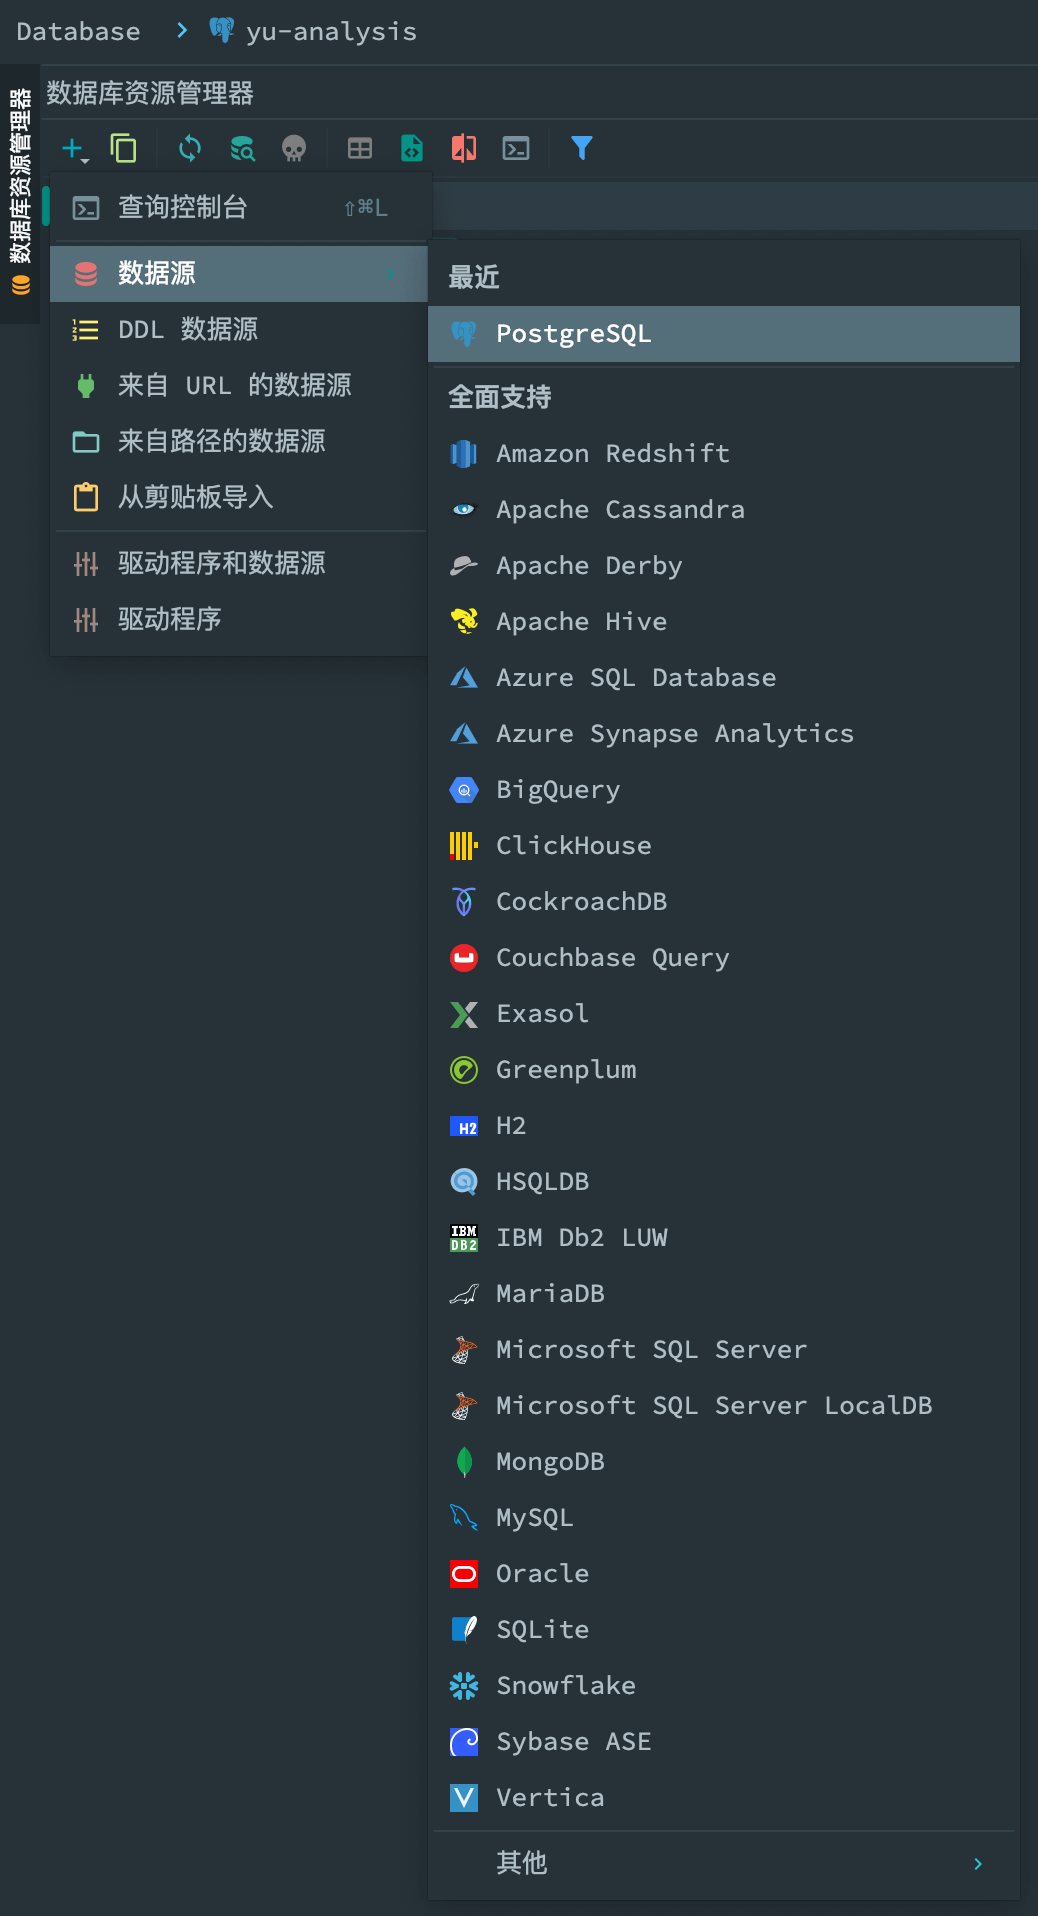 Database › yu-analysis
数据库资源管理器
数据库资源管理器
查询控制台 ⇧⌘L
数据源
DDL 数据源
来自 URL 的数据源
来自路径的数据源
从剪贴板导入
驱动程序和数据源
驱动程序
最近
PostgreSQL
全面支持
Amazon Redshift
Apache Cassandra
Apache Derby
Apache Hive
Azure SQL Database
Azure Synapse Analytics
BigQuery
ClickHouse
CockroachDB
Couchbase Query
Exasol
Greenplum
H2 H2
HSQLDB
IBM DB2 IBM Db2 LUW
MariaDB
Microsoft SQL Server
Microsoft SQL Server LocalDB
MongoDB
MySQL
Oracle
SQLite
Snowflake
Sybase ASE
Vertica
其他